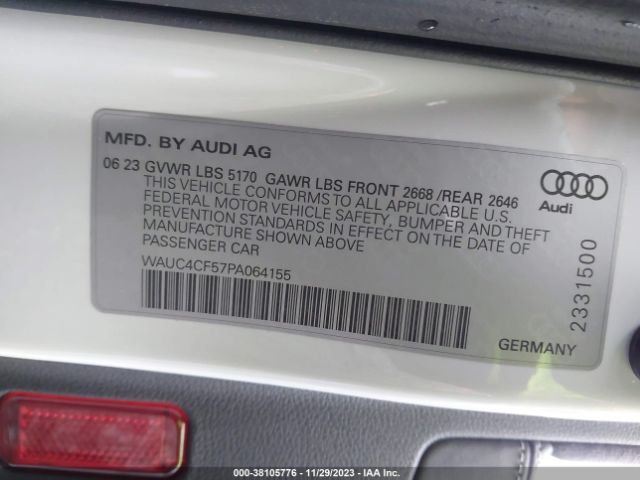 MFD. BY AUDI AG
06 23 GVWR LBS 5170 GAWR LBS FRONT 2668 /REAR 2646
THIS VEHICLE CONFORMS TO ALL APPLICABLE U.S.
FEDERAL MOTOR VEHICLE SAFETY, BUMPER AND THEFT
PREVENTION STANDARDS IN EFFECT ON THE DATE OF
MANUFACTURE SHOWN ABOVE
PASSENGER CAR
WAUC4CF57PA064155
Audi
2331500
GERMANY
000-38105776 - 11/29/2023 - IAA Inc.